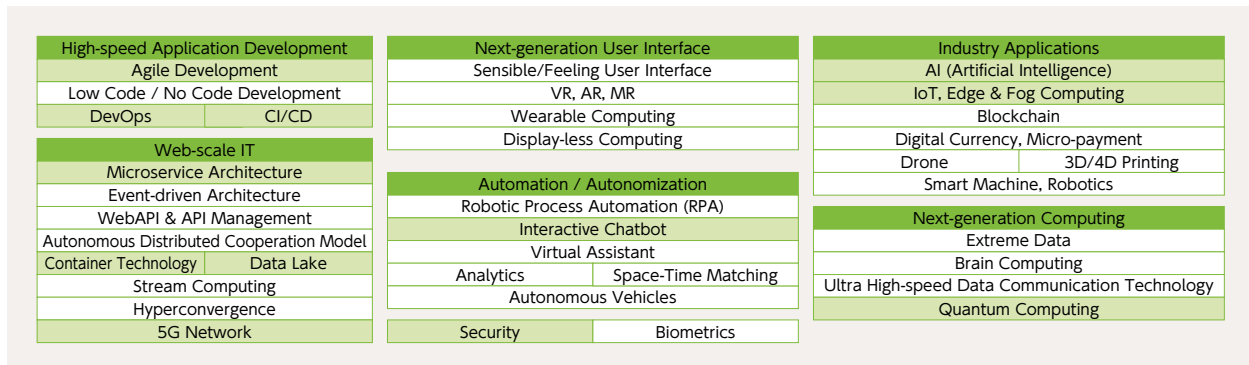 High-speed Application Development
Agile Development
Low Code / No Code Development
DevOps CI/CD
Web-scale IT
Microservice Architecture
Event-driven Architecture
WebAPI & API Management
Autonomous Distributed Cooperation Model
Container Technology Data Lake
Stream Computing
Hyperconvergence
5G Network
Next-generation User Interface
Sensible/Feeling User Interface
VR, AR, MR
Wearable Computing
Display-less Computing
Automation / Autonomization
Robotic Process Automation (RPA)
Interactive Chatbot
Virtual Assistant
Analytics Space-Time Matching
Autonomous Vehicles
Security Biometrics
Industry Applications
AI (Artificial Intelligence)
IoT, Edge & Fog Computing
Blockchain
Digital Currency, Micro-payment
Drone 3D/4D Printing
Smart Machine, Robotics
Next-generation Computing
Extreme Data
Brain Computing
Ultra High-speed Data Communication Technology
Quantum Computing